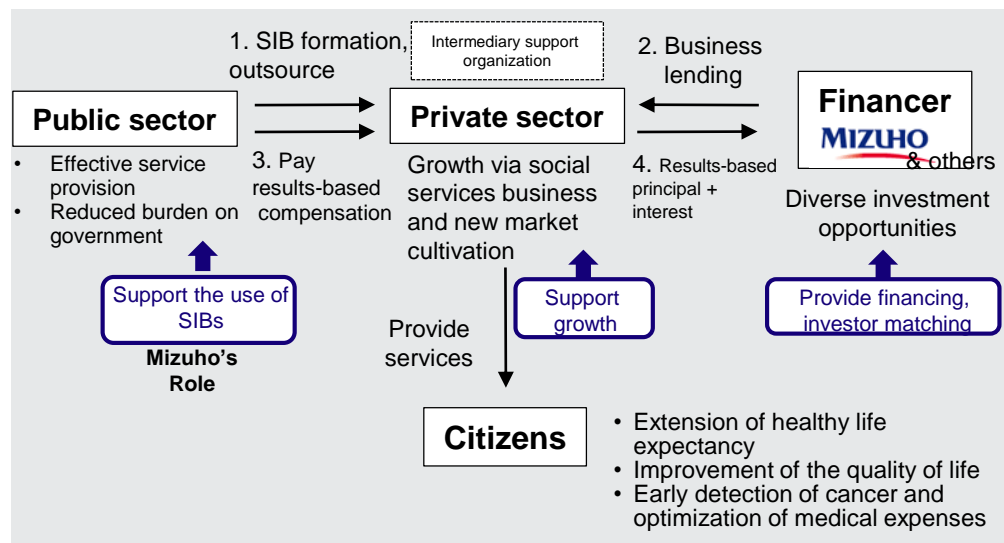 1. SIB formation,
outsource
Intermediary support
organization
2. Business
lending
Public sector
Private sector
Financer
MIZUHO
& others
• Effective service
provision
• Reduced burden on
government
3. Pay
results-based
compensation
Growth via social
services business
and new market
cultivation
4. Results-based
principal +
interest
Diverse investment
opportunities
Support the use of
SIBs
Mizuho's
Role
Support
growth
Provide financing,
investor matching
Provide
services
Citizens
• Extension of healthy life
expectancy
• Improvement of the quality of life
• Early detection of cancer and
optimization of medical expenses